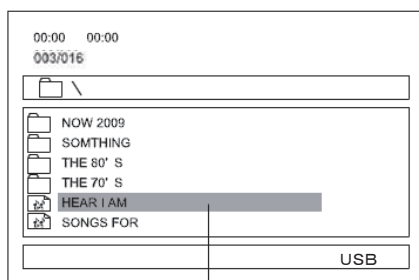 00:00 00:00
003/016
\
NOW 2009
SOMTHING
THE 80' S
THE 70' S
HEAR I AM
SONGS FOR
USB